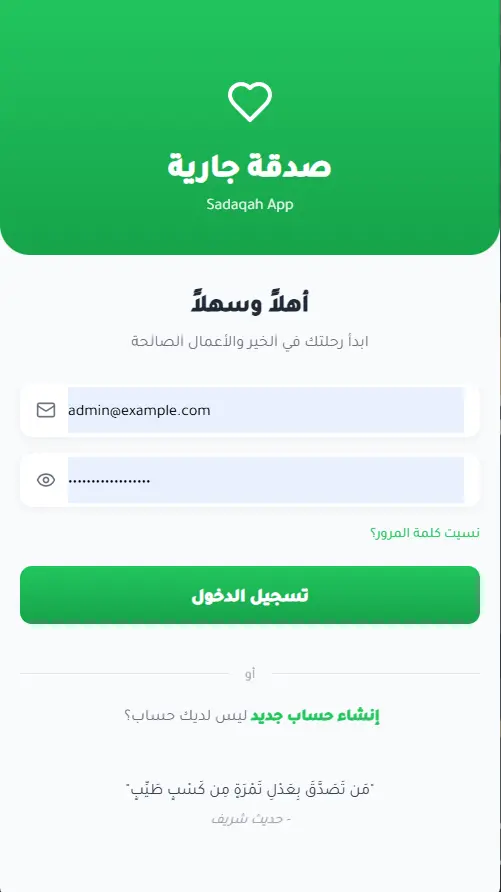 صدقة جارية
Sadaqah App
أهلاً وسهلاً
ابدأ رحلتك في الخير والأعمال الصالحة
admin@example.com
••••••••••••••••••
نسيت كلمة المرور؟
تسجيل الدخول
أو
إنشاء حساب جديد ليس لديك حساب؟
"مَن تَصَدَّقَ بِعَدْلِ تَمْرَةٍ مِن كَسْبٍ طَيِّبٍ"
- حديث شريف